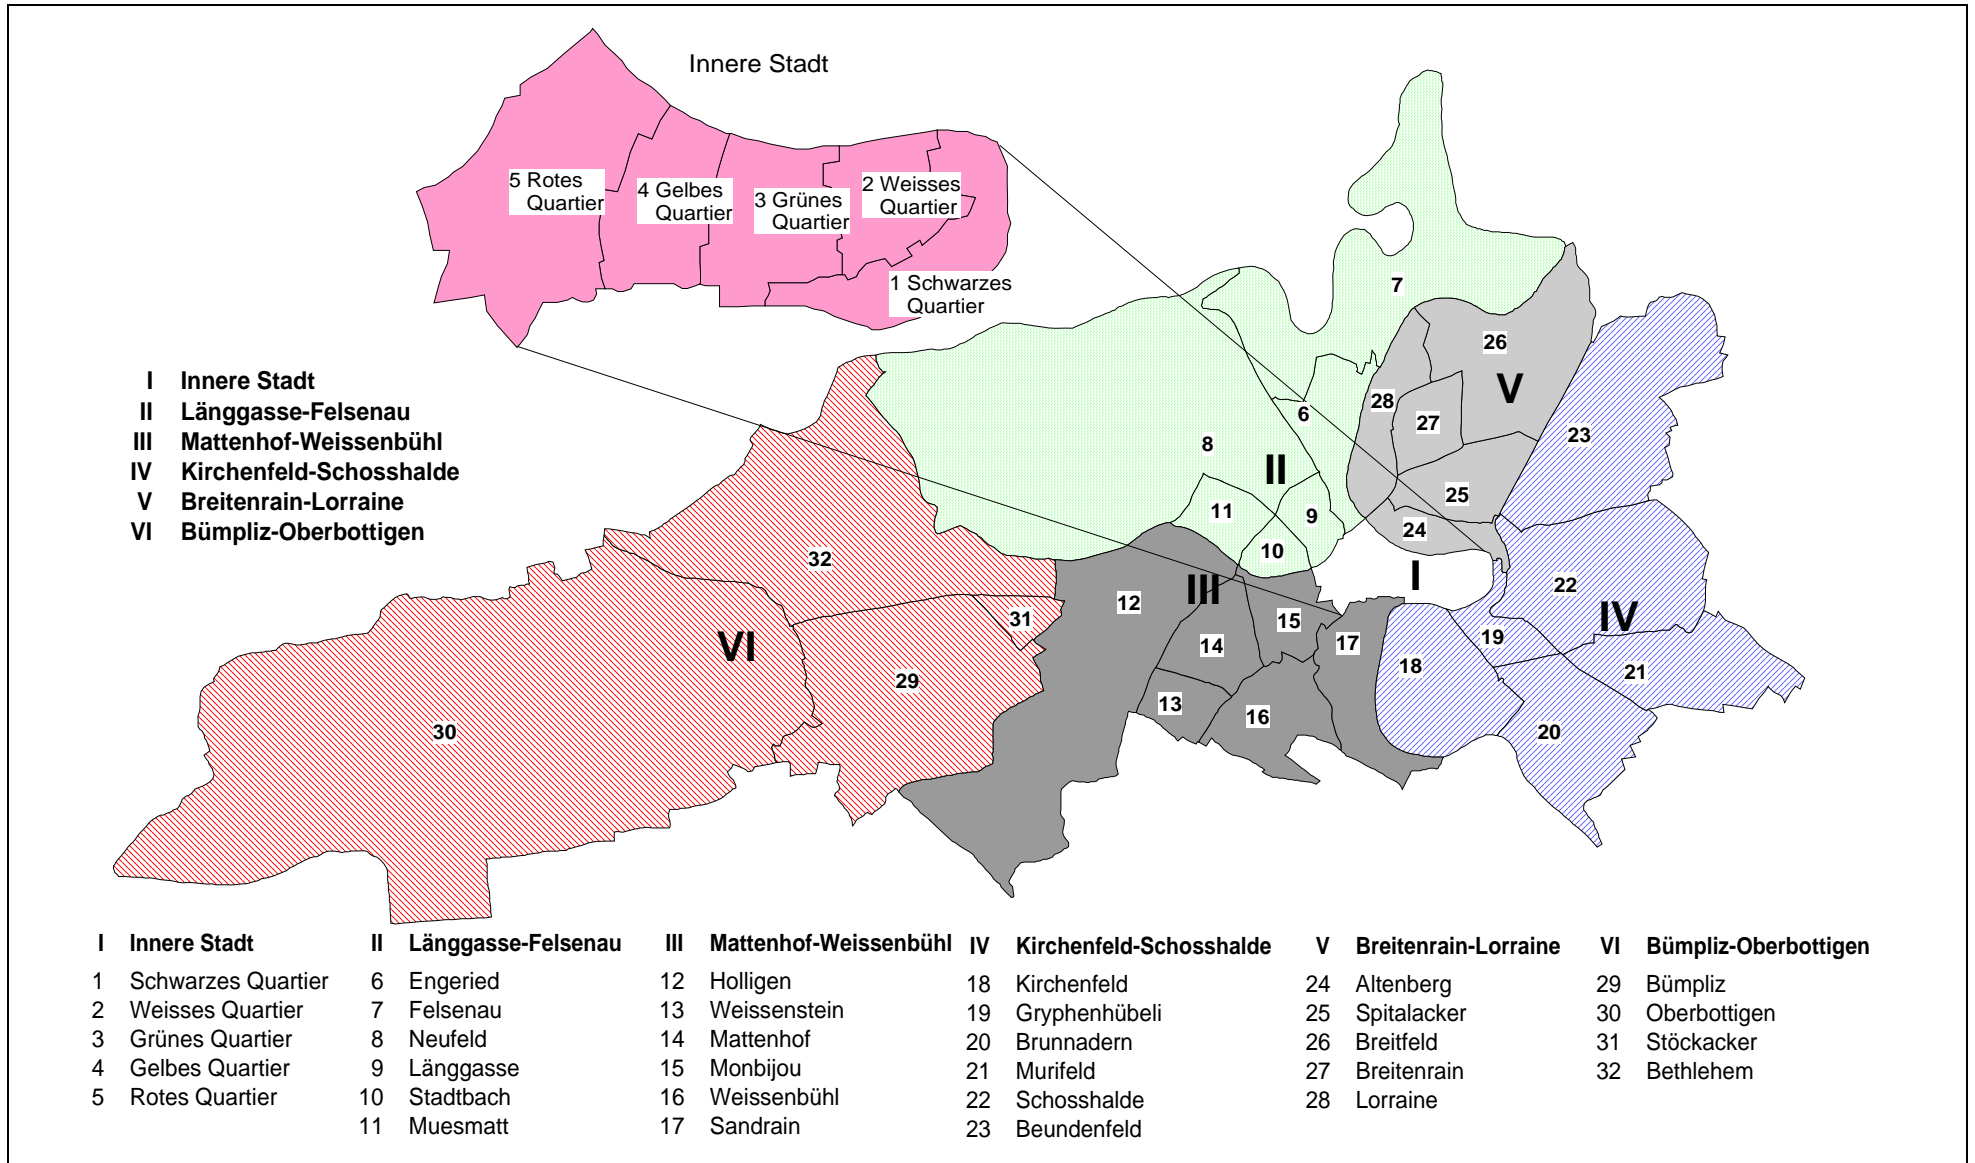 Innere Stadt
5 Rotes
Quartier
4 Gelbes
Quartier
3 Grünes
Quartier
2 Weisses
Quartier
1 Schwarzes
Quartier
I Innere Stadt
II Länggasse-Felsenau
III Mattenhof-Weissenbühl
IV Kirchenfeld-Schosshalde
V Breitenrain-Lorraine
VI Bümpliz-Oberbottigen
7
26
V
28
27
6
23
8
II
25
11
9
24
10
32
I
III
22
12
IV
31
15
19
VI
14
17
18
21
29
13
16
30
20
I Innere Stadt
1 Schwarzes Quartier
2 Weisses Quartier
3 Grünes Quartier
4 Gelbes Quartier
5 Rotes Quartier
II Länggasse-Felsenau
6 Engeried
7 Felsenau
8 Neufeld
9 Länggasse
10 Stadtbach
11 Muesmatt
III Mattenhof-Weissenbühl
12 Holligen
13 Weissenstein
14 Mattenhof
15 Monbijou
16 Weissenbühl
17 Sandrain
IV Kirchenfeld-Schosshalde
18 Kirchenfeld
19 Gryphenhübeli
20 Brunnadern
21 Murifeld
22 Schosshalde
23 Beundenfeld
V Breitenrain-Lorraine
24 Altenberg
25 Spitalacker
26 Breitfeld
27 Breitenrain
28 Lorraine
VI Bümpliz-Oberbottigen
29 Bümpliz
30 Oberbottigen
31 Stöckacker
32 Bethlehem